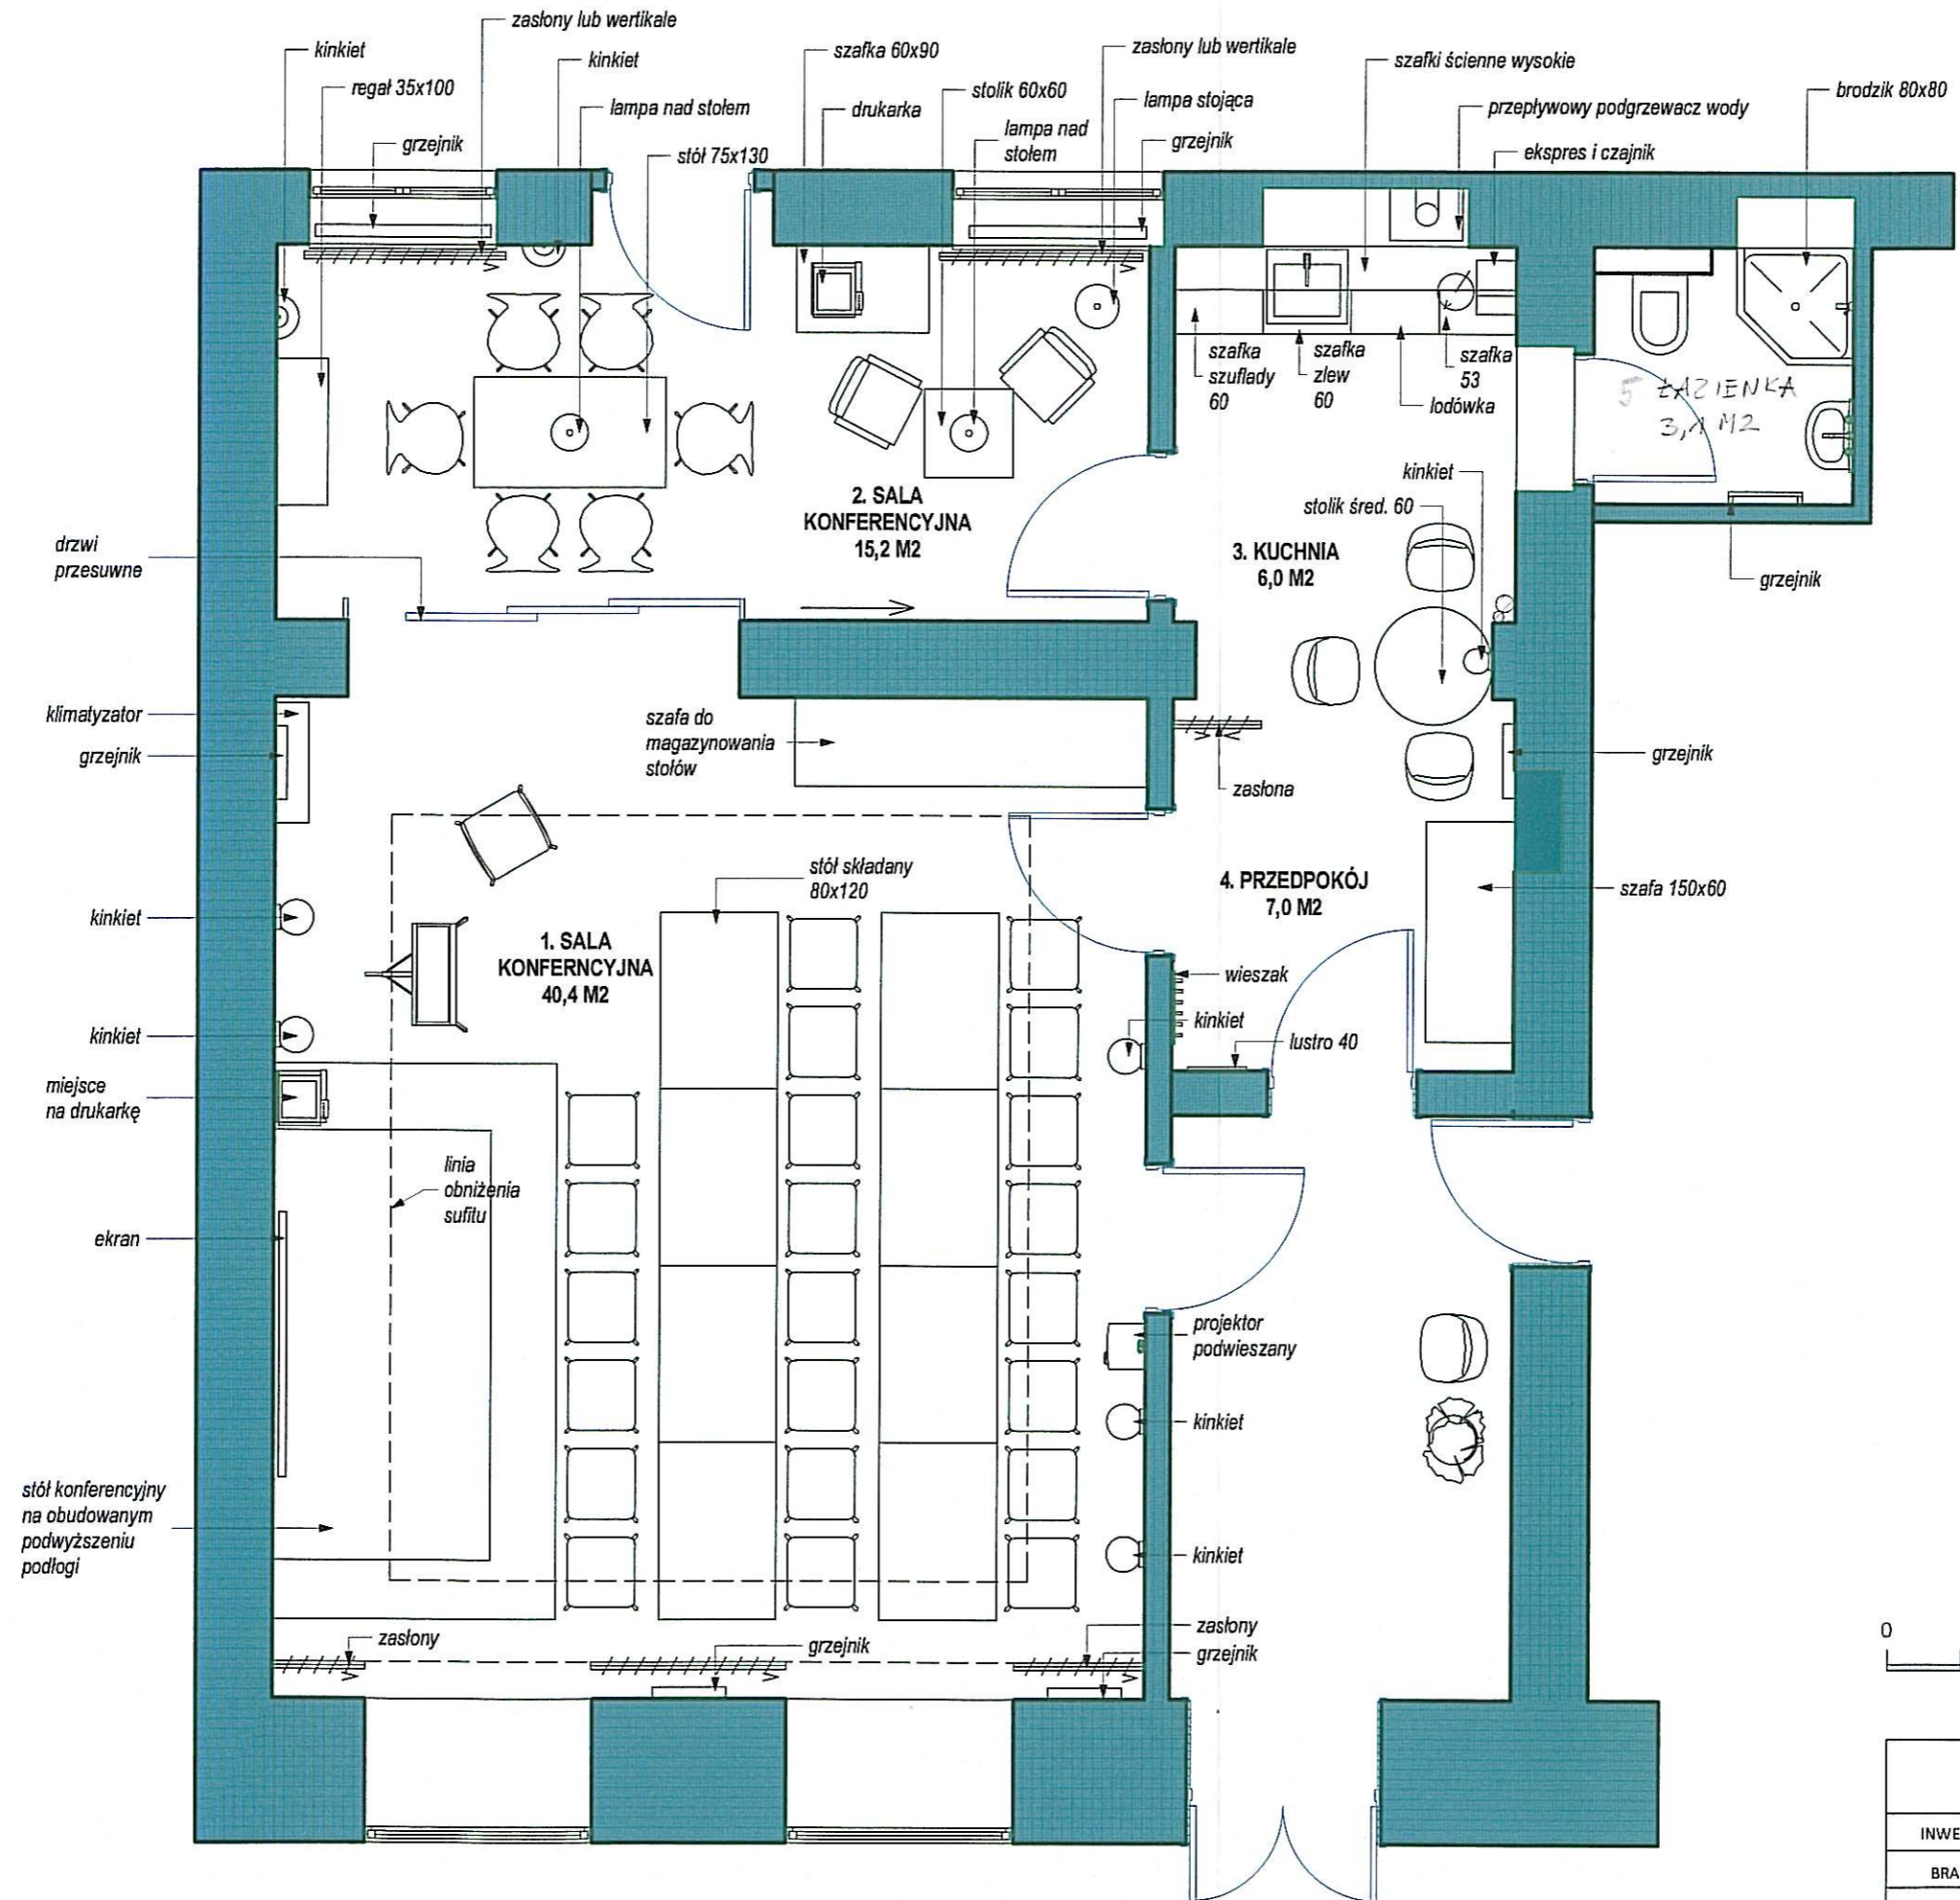 zasłony lub wertikale
kinkiet
kinkiet
szafka 60x90
zasłony lub wertikale
szafki ścienne wysokie
regał 35x100
lampa nad stołem
drukarka
stolik 60x60
lampa stojąca
przepływowy podgrzewacz wody
brodzik 80x80
grzejnik
stół 75x130
lampa nad
stołem
grzejnik
ekspres i czajnik
szafka
szuflady
60
szafka
zlew
60
szafka
53
lodówka
5 ŁAZIENKA
3,1 M2
kinkiet
stolik śred. 60
2. SALA
KONFERENCYJNA
15,2 M2
3. KUCHNIA
6,0 M2
drzwi
przesuwne
grzejnik
klimatyzator
grzejnik
szafa do
magazynowania
stołów
zasłona
grzejnik
stół składany
80x120
4. PRZEDPOKÓJ
7,0 M2
szafa 150x60
kinkiet
1. SALA
KONFERNCYJNA
40,4 M2
wieszak
kinkiet
kinkiet
lustro 40
miejsce
na drukarkę
linia
obniżenia
sufitu
ekran
projektor
podwieszany
kinkiet
stół konferencyjny
na obudowanym
podwyższeniu
podłogi
kinkiet
zasłony
grzejnik
zasłony
grzejnik
0
INWE
BRA